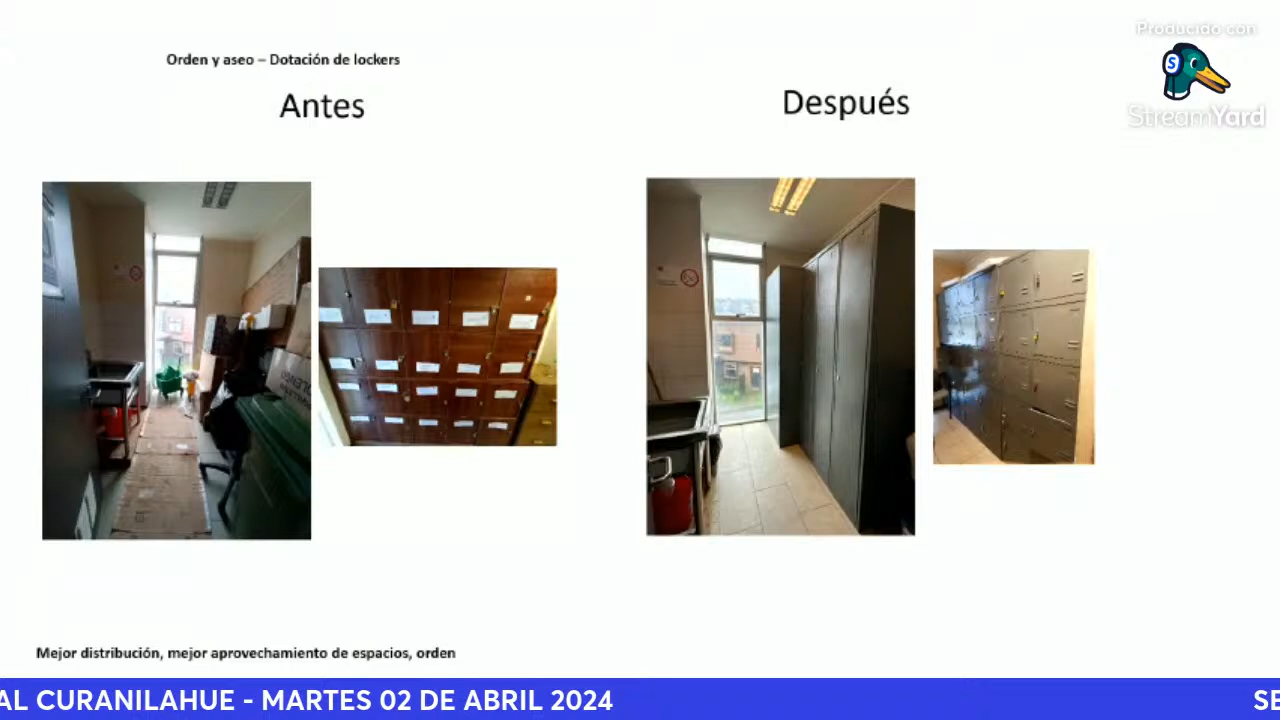 Producido con
StreamYard
Orden y aseo – Dotación de lockers
Antes
Después
Mejor distribución, mejor aprovechamiento de espacios, orden
AL CURANILAHUE - MARTES 02 DE ABRIL 2024
SE